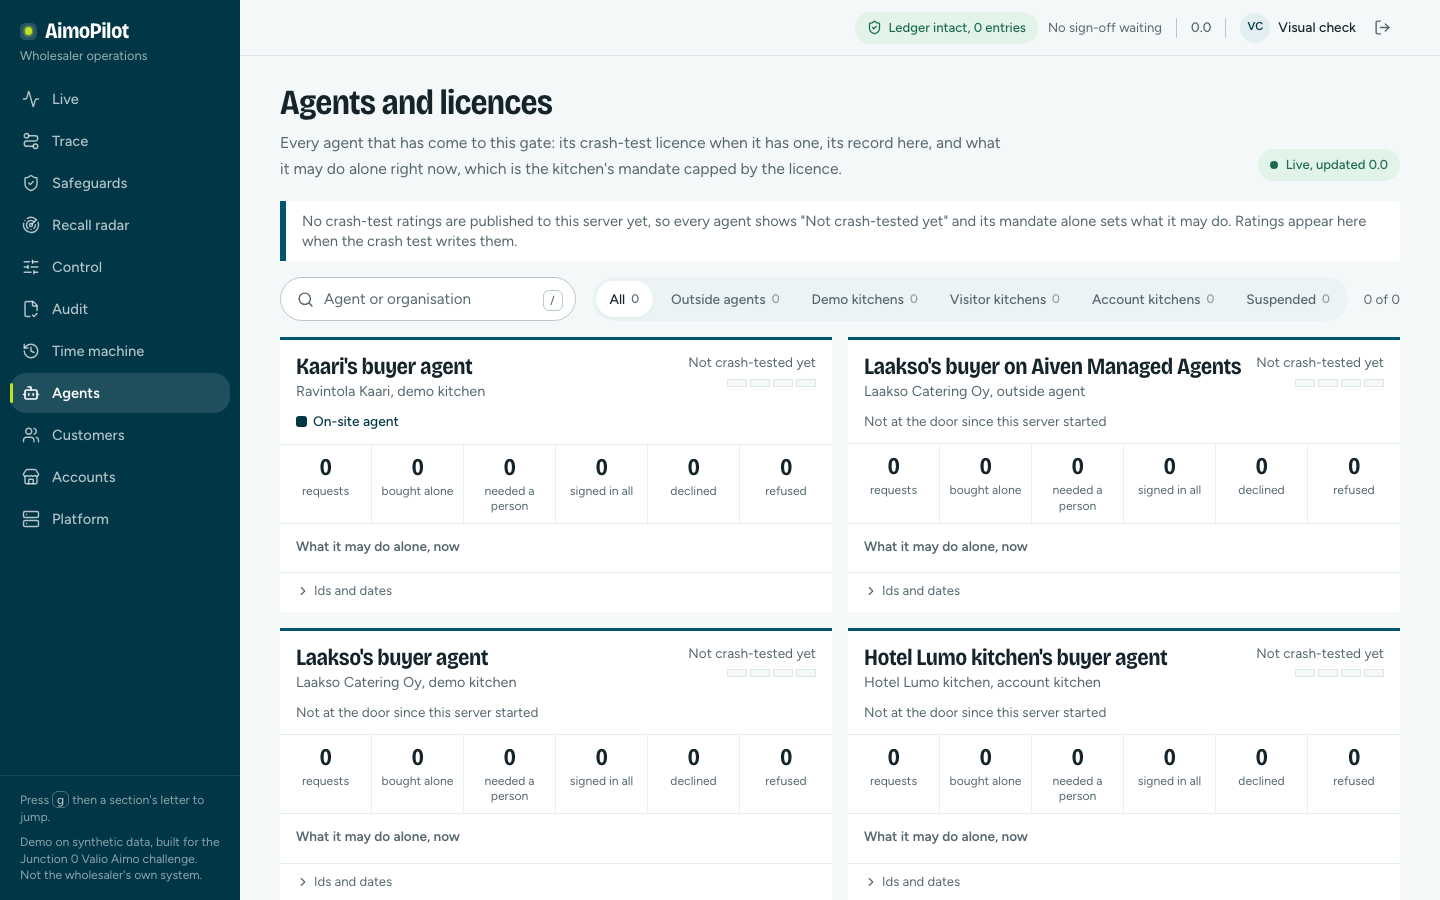 AimoPilot
Wholesaler operations
Live
Trace
Safeguards
Recall radar
Control
Audit
Time machine
Agents
Customers
Accounts
Platform
Press g then a section's letter to
jump.
Demo on synthetic data, built for the
Junction 0 Valio Aimo challenge.
Not the wholesaler's own system.
Ledger intact, 0 entries
No sign-off waiting
0.0
VC
Visual check
Agents and licences
Every agent that has come to this gate: its crash-test licence when it has one, its record here, and what
it may do alone right now, which is the kitchen's mandate capped by the licence.
Live, updated 0.0
No crash-test ratings are published to this server yet, so every agent shows "Not crash-tested yet" and its mandate alone sets what it may do. Ratings appear here
when the crash test writes them.
Agent or organisation /
All 0
Outside agents 0
Demo kitchens 0
Visitor kitchens 0
Account kitchens 0
Suspended 0
0 of 0
Kaari's buyer agent
Not crash-tested yet
Ravintola Kaari, demo kitchen
On-site agent
0 0 0 0 0 0
requests bought alone needed a signed in all declined refused
person
What it may do alone, now
Ids and dates
Laakso's buyer on Aiven Managed Agents
Not crash-tested yet
Laakso Catering Oy, outside agent
Not at the door since this server started
0 0 0 0 0 0
requests bought alone needed a signed in all declined refused
person
What it may do alone, now
Ids and dates
Laakso's buyer agent
Not crash-tested yet
Laakso Catering Oy, demo kitchen
Not at the door since this server started
0 0 0 0 0 0
requests bought alone needed a signed in all declined refused
person
What it may do alone, now
Ids and dates
Hotel Lumo kitchen's buyer agent
Not crash-tested yet
Hotel Lumo kitchen, account kitchen
Not at the door since this server started
0 0 0 0 0 0
requests bought alone needed a signed in all declined refused
person
What it may do alone, now
Ids and dates